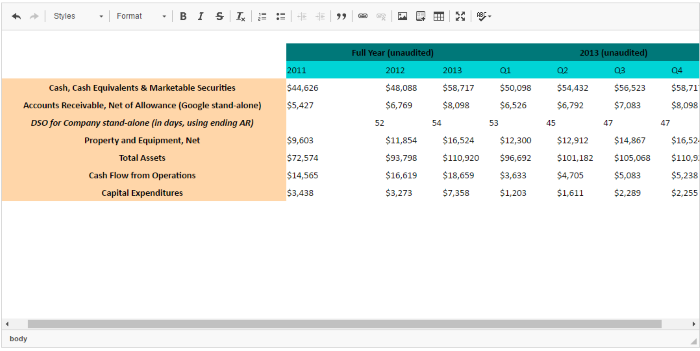 Styles Format B I S Ix
Full Year (unaudited) 2013 (unaudited)
2011 2012 2013 Q1 Q2 Q3 Q4
Cash, Cash Equivalents & Marketable Securities $44,626 $48,088 $58,717 $50,098 $54,432 $56,523 $58,71
Accounts Receivable, Net of Allowance (Google stand-alone) $5,427 $6,769 $8,098 $6,526 $6,792 $7,083 $8,098
DSO for Company stand-alone (in days, using ending AR) 52 54 53 45 47 47
Property and Equipment, Net $9,603 $11,854 $16,524 $12,300 $12,912 $14,867 $16,52
Total Assets $72,574 $93,798 $110,920 $96,692 $101,182 $105,068 $110,9
Cash Flow from Operations $14,565 $16,619 $18,659 $3,633 $4,705 $5,083 $5,238
Capital Expenditures $3,438 $3,273 $7,358 $1,203 $1,611 $2,289 $2,255
body